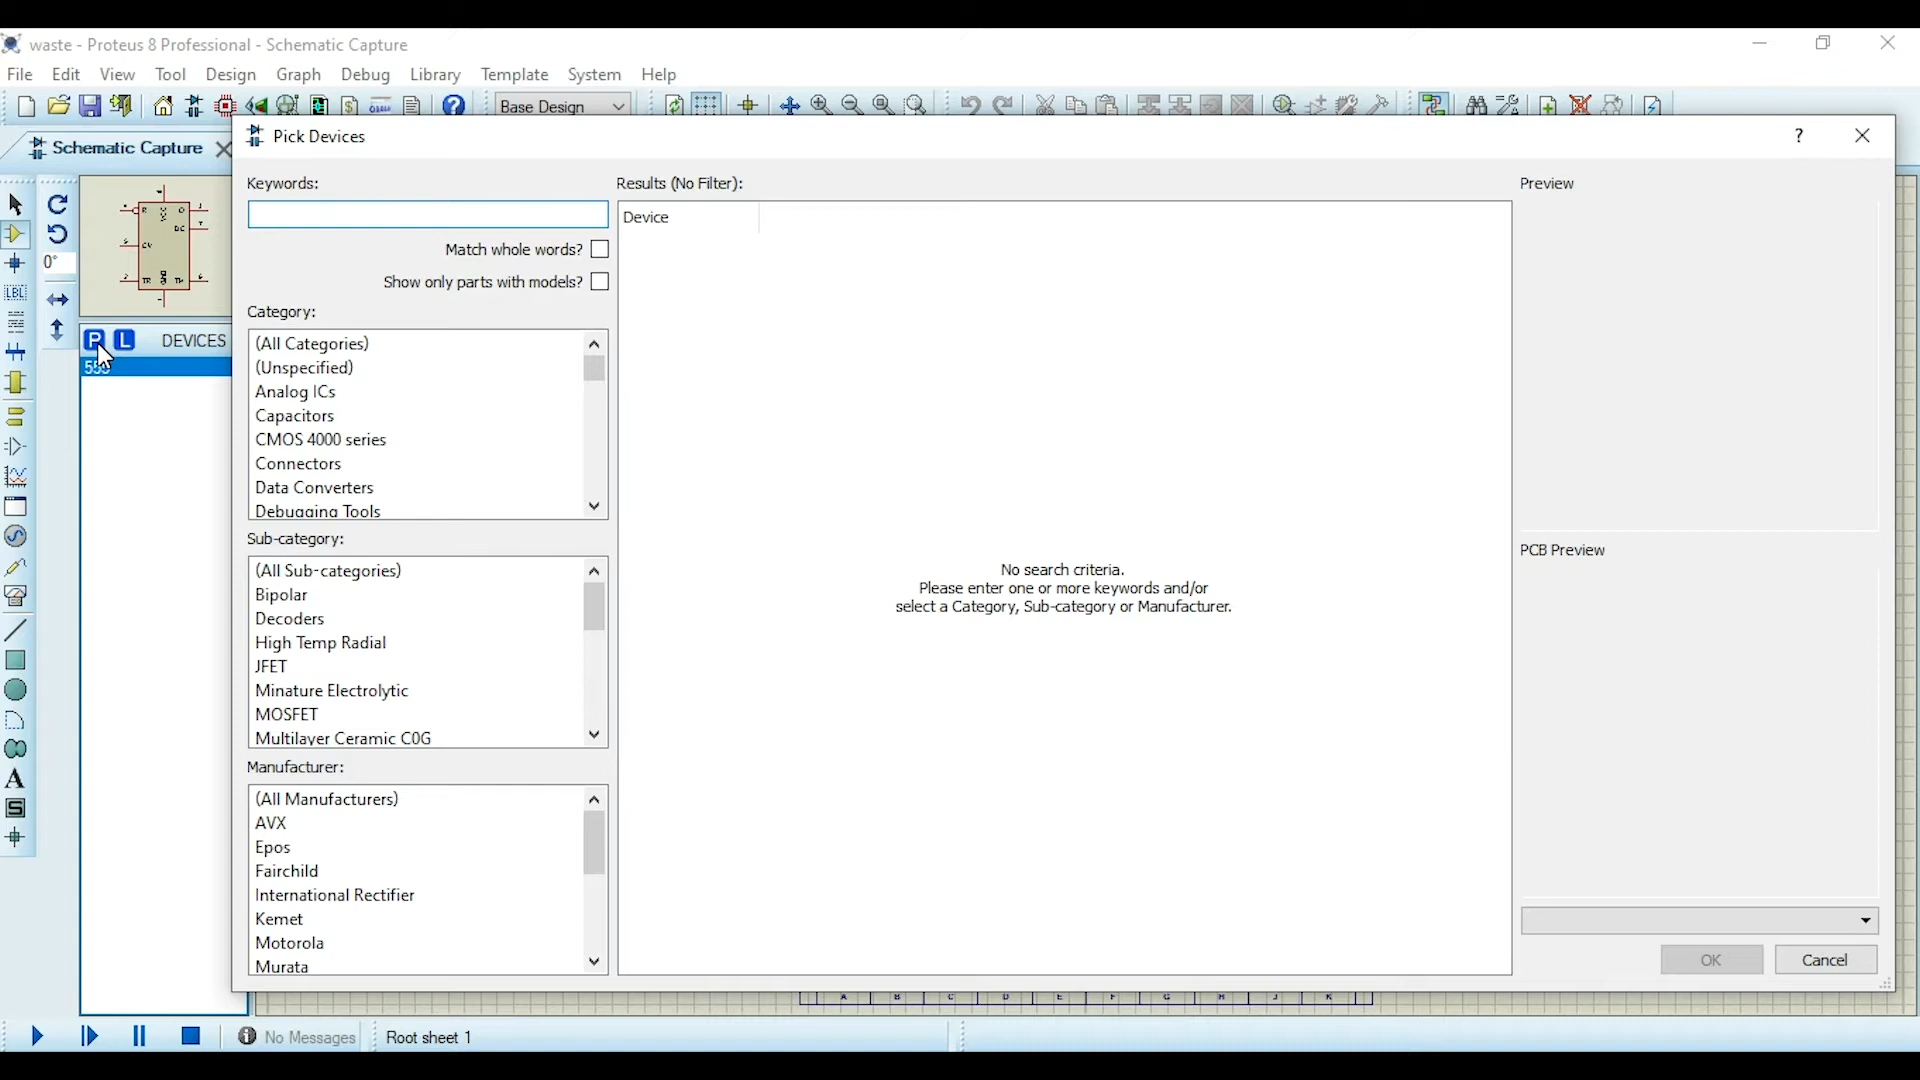 waste - Proteus 8 Professional - Schematic Capture
File Edit View Tool Design Graph Debug Library Template System Help
Base Design
Schematic Capture
Pick Devices
?
Keywords:
Results (No Filter):
Preview
Device
Match whole words?
Show only parts with models?
0°
LBL
P L DEVICES
555
Category:
(All Categories)
(Unspecified)
Analog ICs
Capacitors
CMOS 4000 series
Connectors
Data Converters
Debugging Tools
Sub-category:
(All Sub-categories)
Bipolar
Decoders
High Temp Radial
JFET
Minature Electrolytic
MOSFET
Multilayer Ceramic C0G
No search criteria.
Please enter one or more keywords and/or
select a Category, Sub-category or Manufacturer.
PCB Preview
Manufacturer:
(All Manufacturers)
AVX
Epos
Fairchild
International Rectifier
Kemet
Motorola
Murata
A
S
OK
Cancel
A B C D E F G H J K
No Messages
Root sheet 1